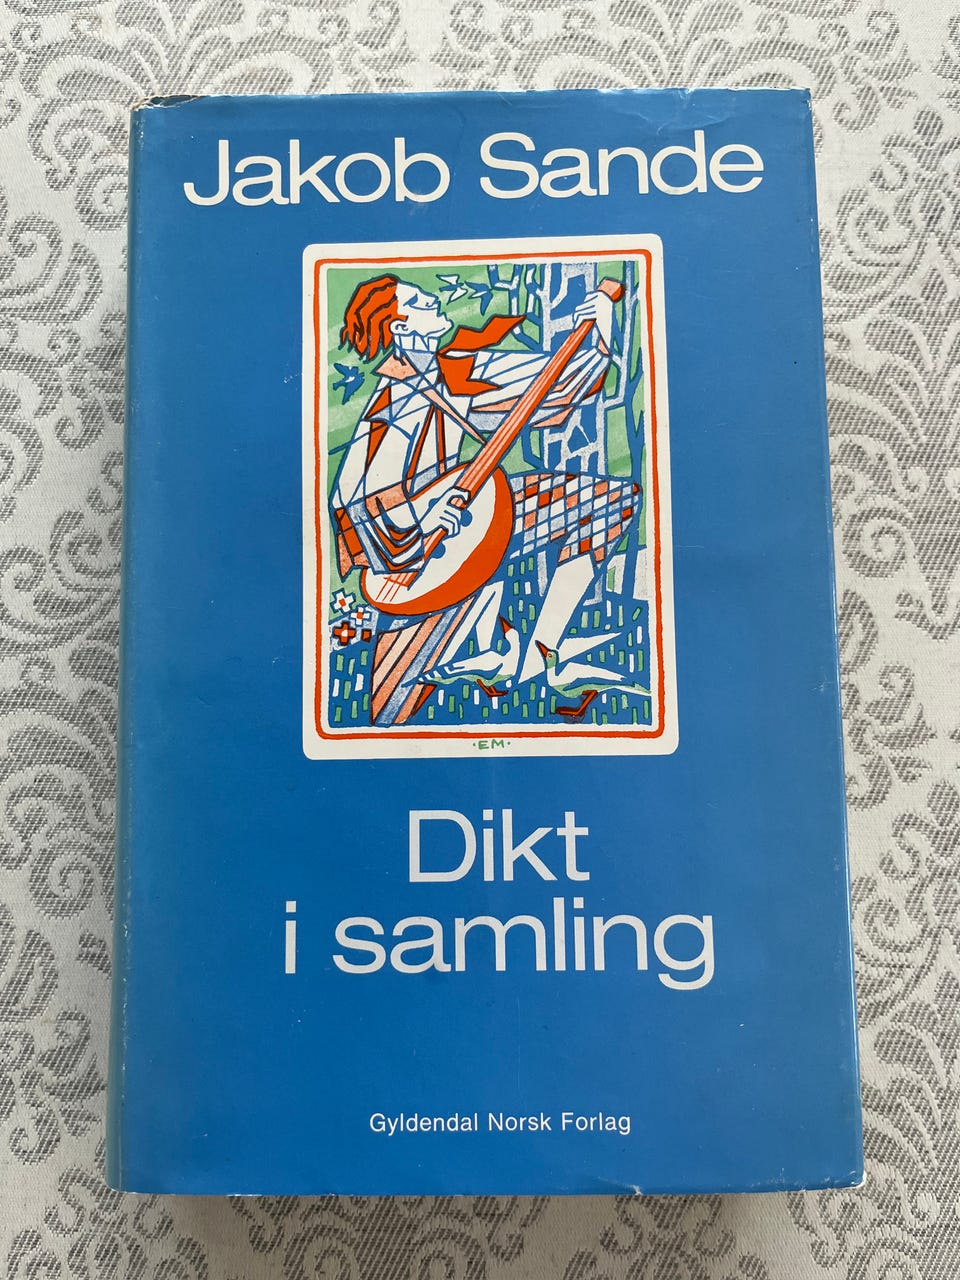 Jakob Sande
·EM·
Dikt
i samling
Gyldendal Norsk Forlag